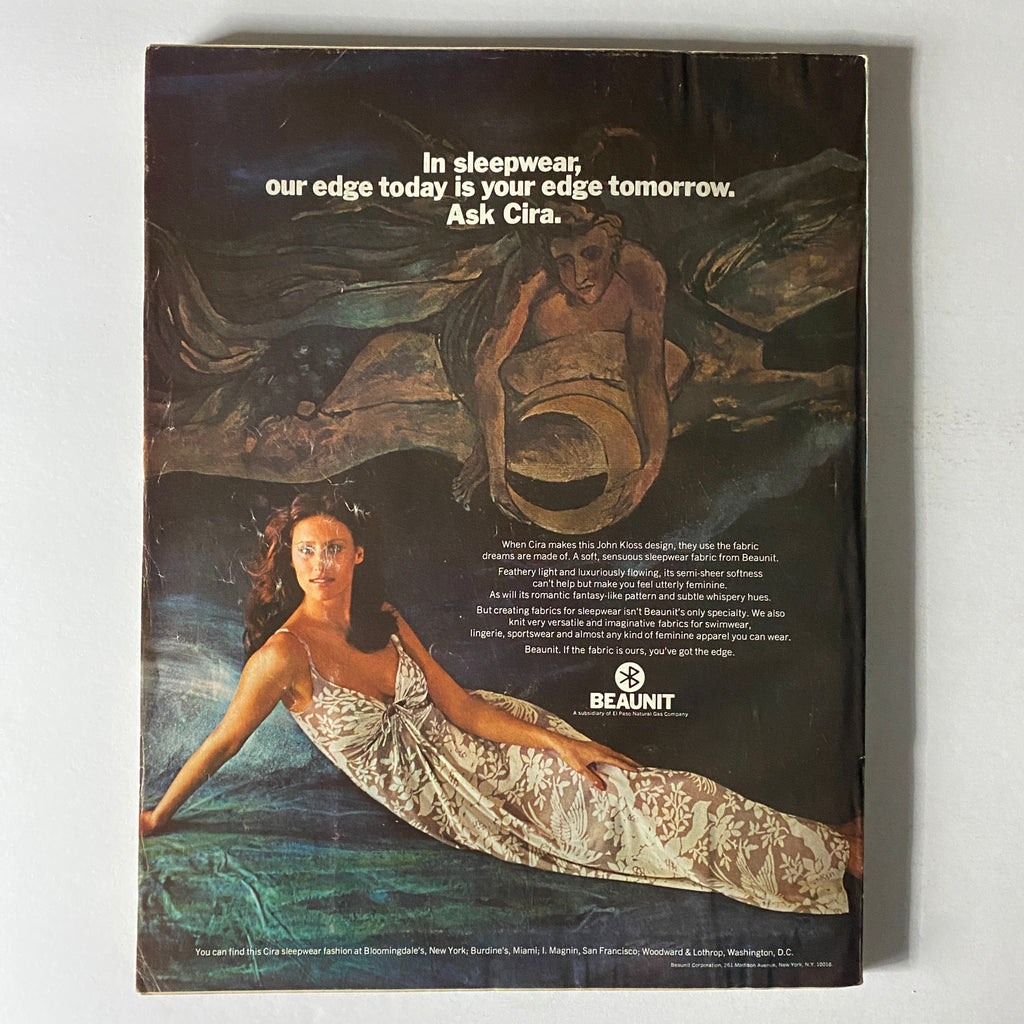 In sleepwear,
our edge today is your edge tomorrow.
Ask Cira.
When Cira makes this John Kloss design, they use the fabric
dreams are made of. A soft, sensuous sleepwear fabric from Beaunit.
Feathery light and luxuriously flowing, its semi-sheer softness
can't help but make you feel utterly feminine.
As will its romantic fantasy-like pattern and subtle whispery hues.
But creating fabrics for sleepwear isn't Beaunit's only specialty. We also
knit very versatile and imaginative fabrics for swimwear,
lingerie, sportswear and almost any kind of feminine apparel you can wear.
Beaunit. If the fabric is ours, you've got the edge.
BEAUNIT
A subsidiary of El Paso Natural Gas Company
You can find this Cira sleepwear fashion at Bloomingdale's, New York; Burdine's, Miami; I. Magnin, San Francisco; Woodward & Lothrop, Washington, D.C.
Beaunit Corporation, 261 Madison Avenue, New York, N.Y. 10016.